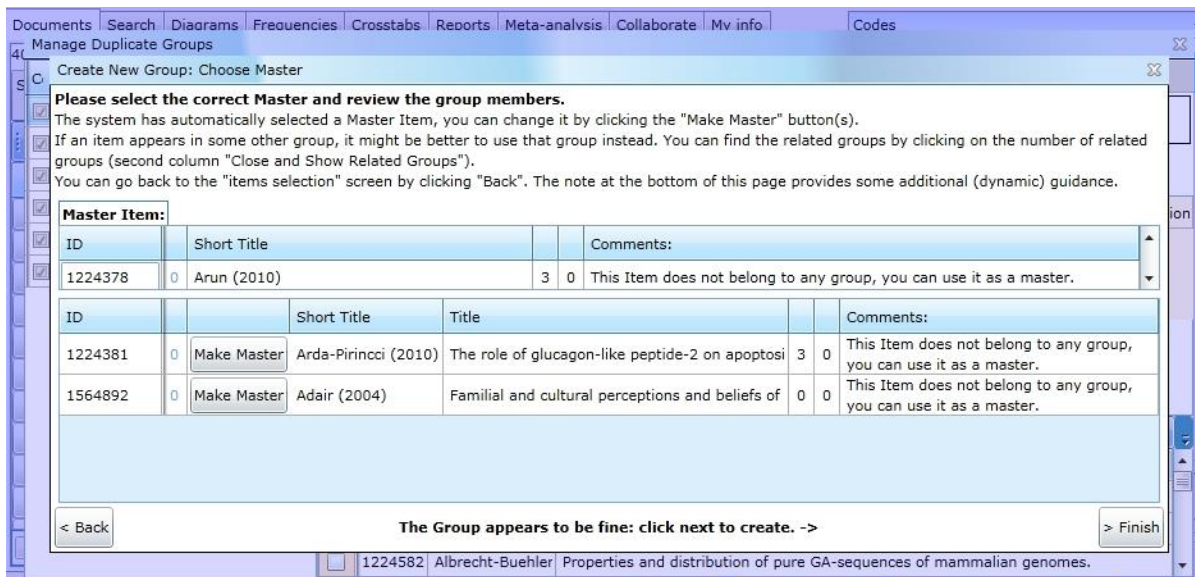 Documents Search Diagrams Frequencies Crosstabs Reports Meta-analysis Collaborate My info Codes
Manage Duplicate Groups
Create New Group: Choose Master
Please select the correct Master and review the group members.
The system has automatically selected a Master Item, you can change it by clicking the "Make Master" button(s).
If an item appears in some other group, it might be better to use that group instead. You can find the related groups by clicking on the number of related
groups (second column "Close and Show Related Groups").
You can go back to the "items selection" screen by clicking "Back". The note at the bottom of this page provides some additional (dynamic) guidance.
Master Item:
ID Short Title Comments:
1224378 0 Arun (2010) 3 0 This Item does not belong to any group, you can use it as a master.
ID Short Title Title Comments:
1224381 0 Make Master Arda-Pirincci (2010) The role of glucagon-like peptide-2 on apoptosi 3 0 This Item does not belong to any group,
you can use it as a master.
1564892 0 Make Master Adair (2004) Familial and cultural perceptions and beliefs of 0 0 This Item does not belong to any group,
you can use it as a master.
< Back The Group appears to be fine: click next to create. -> > Finish
1224582 Albrecht-Buehler Properties and distribution of pure GA-sequences of mammalian genomes.